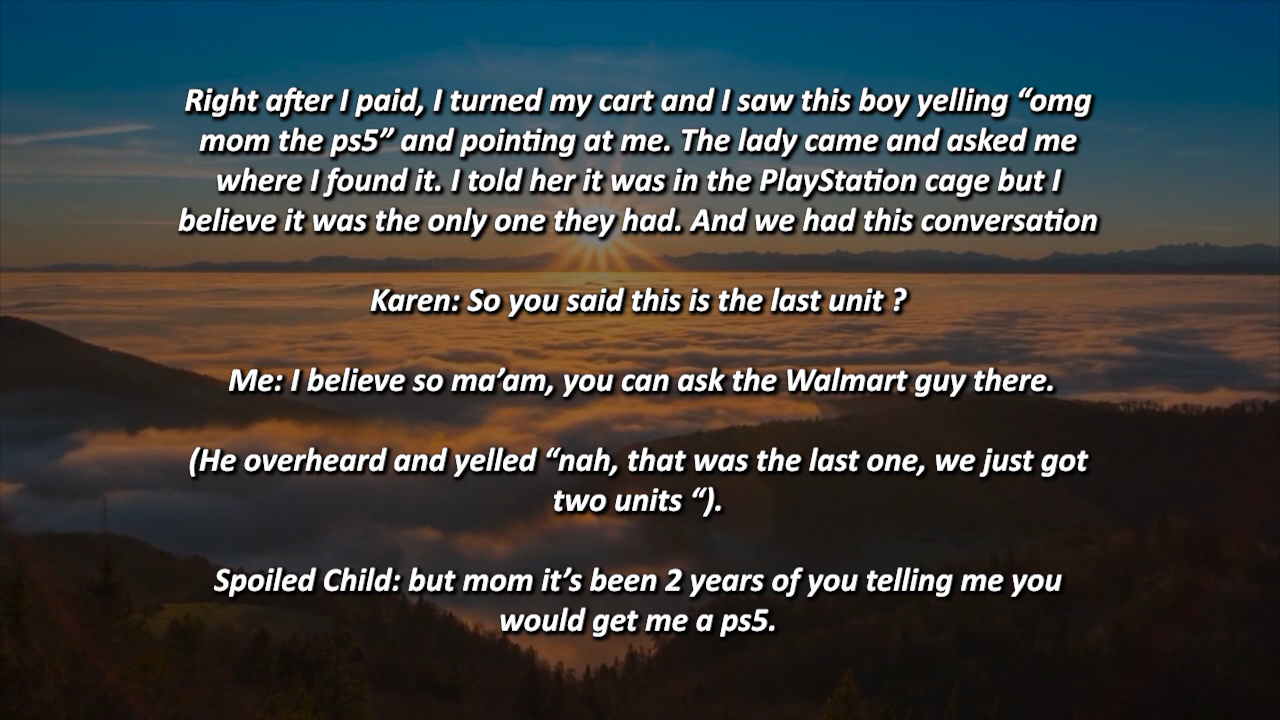 Right after I paid, I turned my cart and I saw this boy yelling “omg
mom the ps5” and pointing at me. The lady came and asked me
where I found it. I told her it was in the PlayStation cage but I
believe it was the only one they had. And we had this conversation
Karen: So you said this is the last unit ?
Me: I believe so ma’am, you can ask the Walmart guy there.
(He overheard and yelled “nah, that was the last one, we just got
two units “).
Spoiled Child: but mom it’s been 2 years of you telling me you
would get me a ps5.